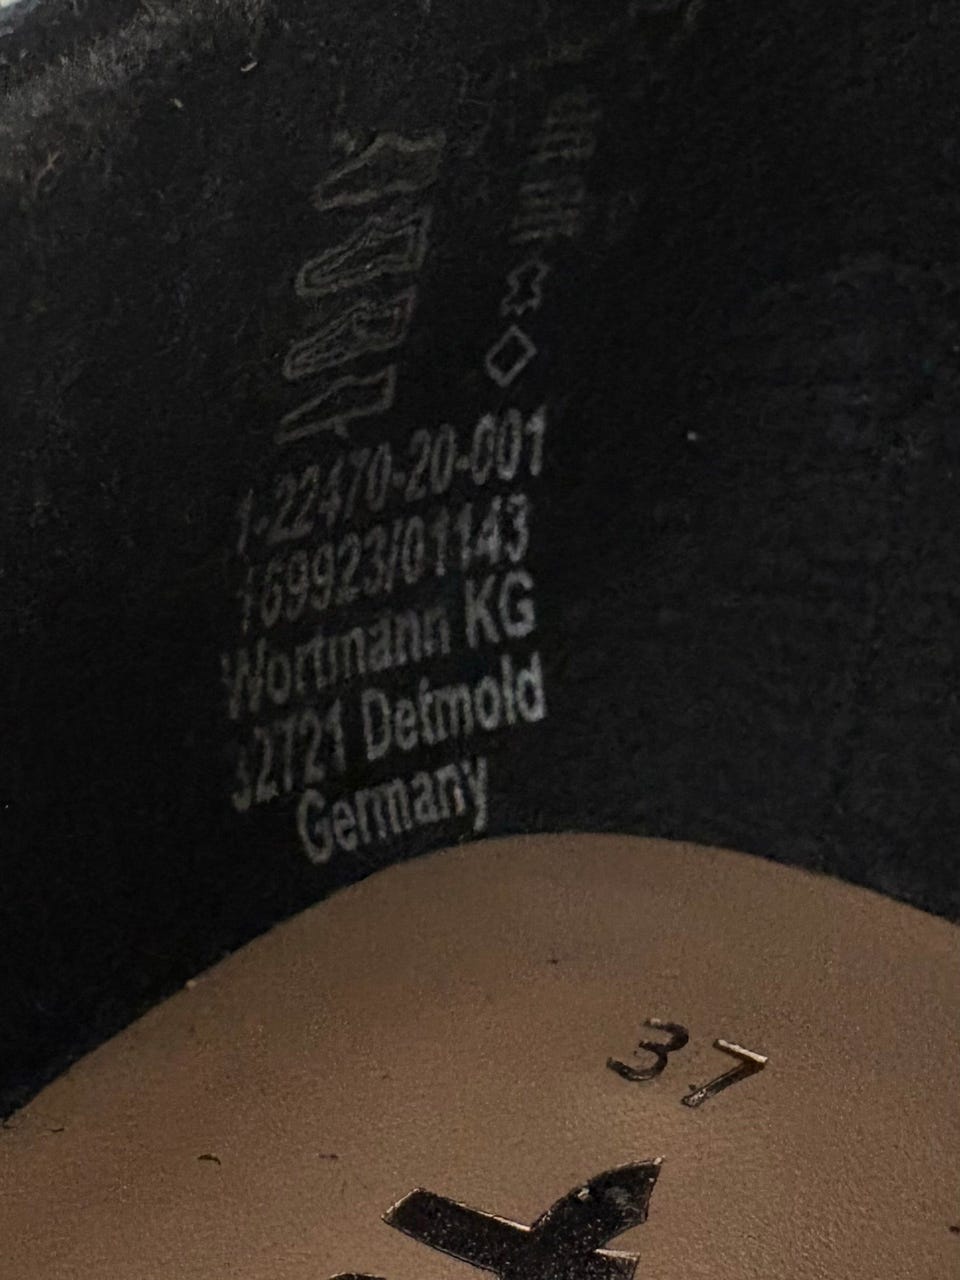 1-22470-20-001
169923/01143
Wortmann KG
32721 Detmold
Germany
37